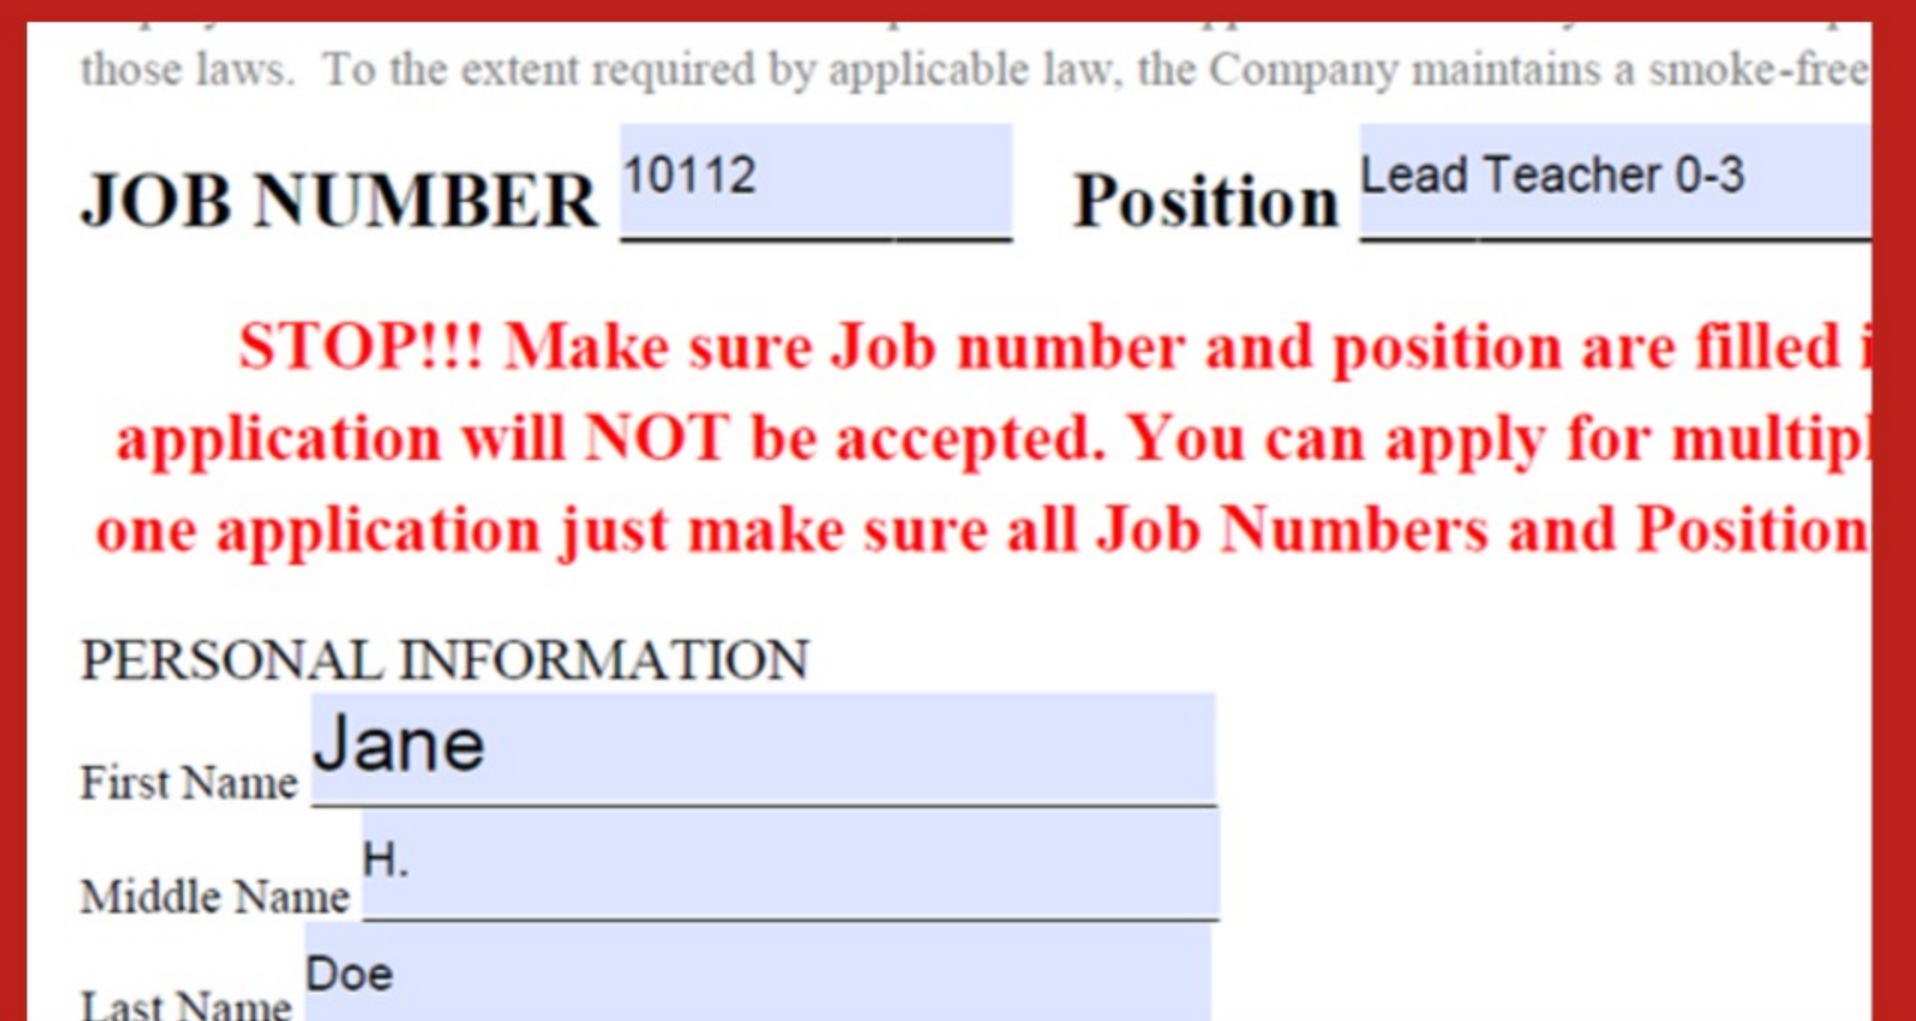 those laws. To the extent required by applicable law, the Company maintains a smoke-free
JOB NUMBER 10112 Position Lead Teacher 0-3
STOP!!! Make sure Job number and position are filled
application will NOT be accepted. You can apply for
one application just make sure all Job Numbers and Position
PERSONAL INFORMATION
First Name Jane
Middle Name H.
Last Name Doe